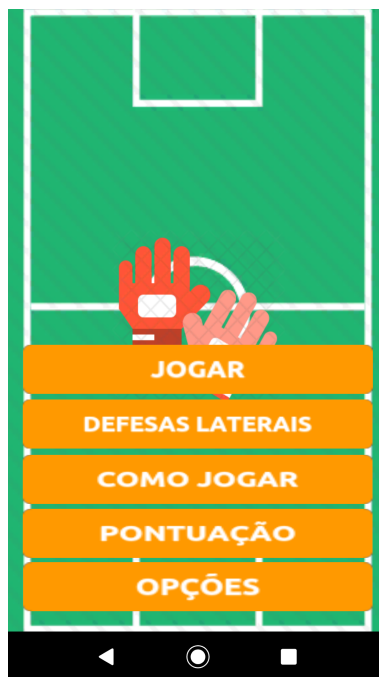 JOGAR
DEFESAS LATERAIS
COMO JOGAR
PONTUAÇÃO
OPÇÕES